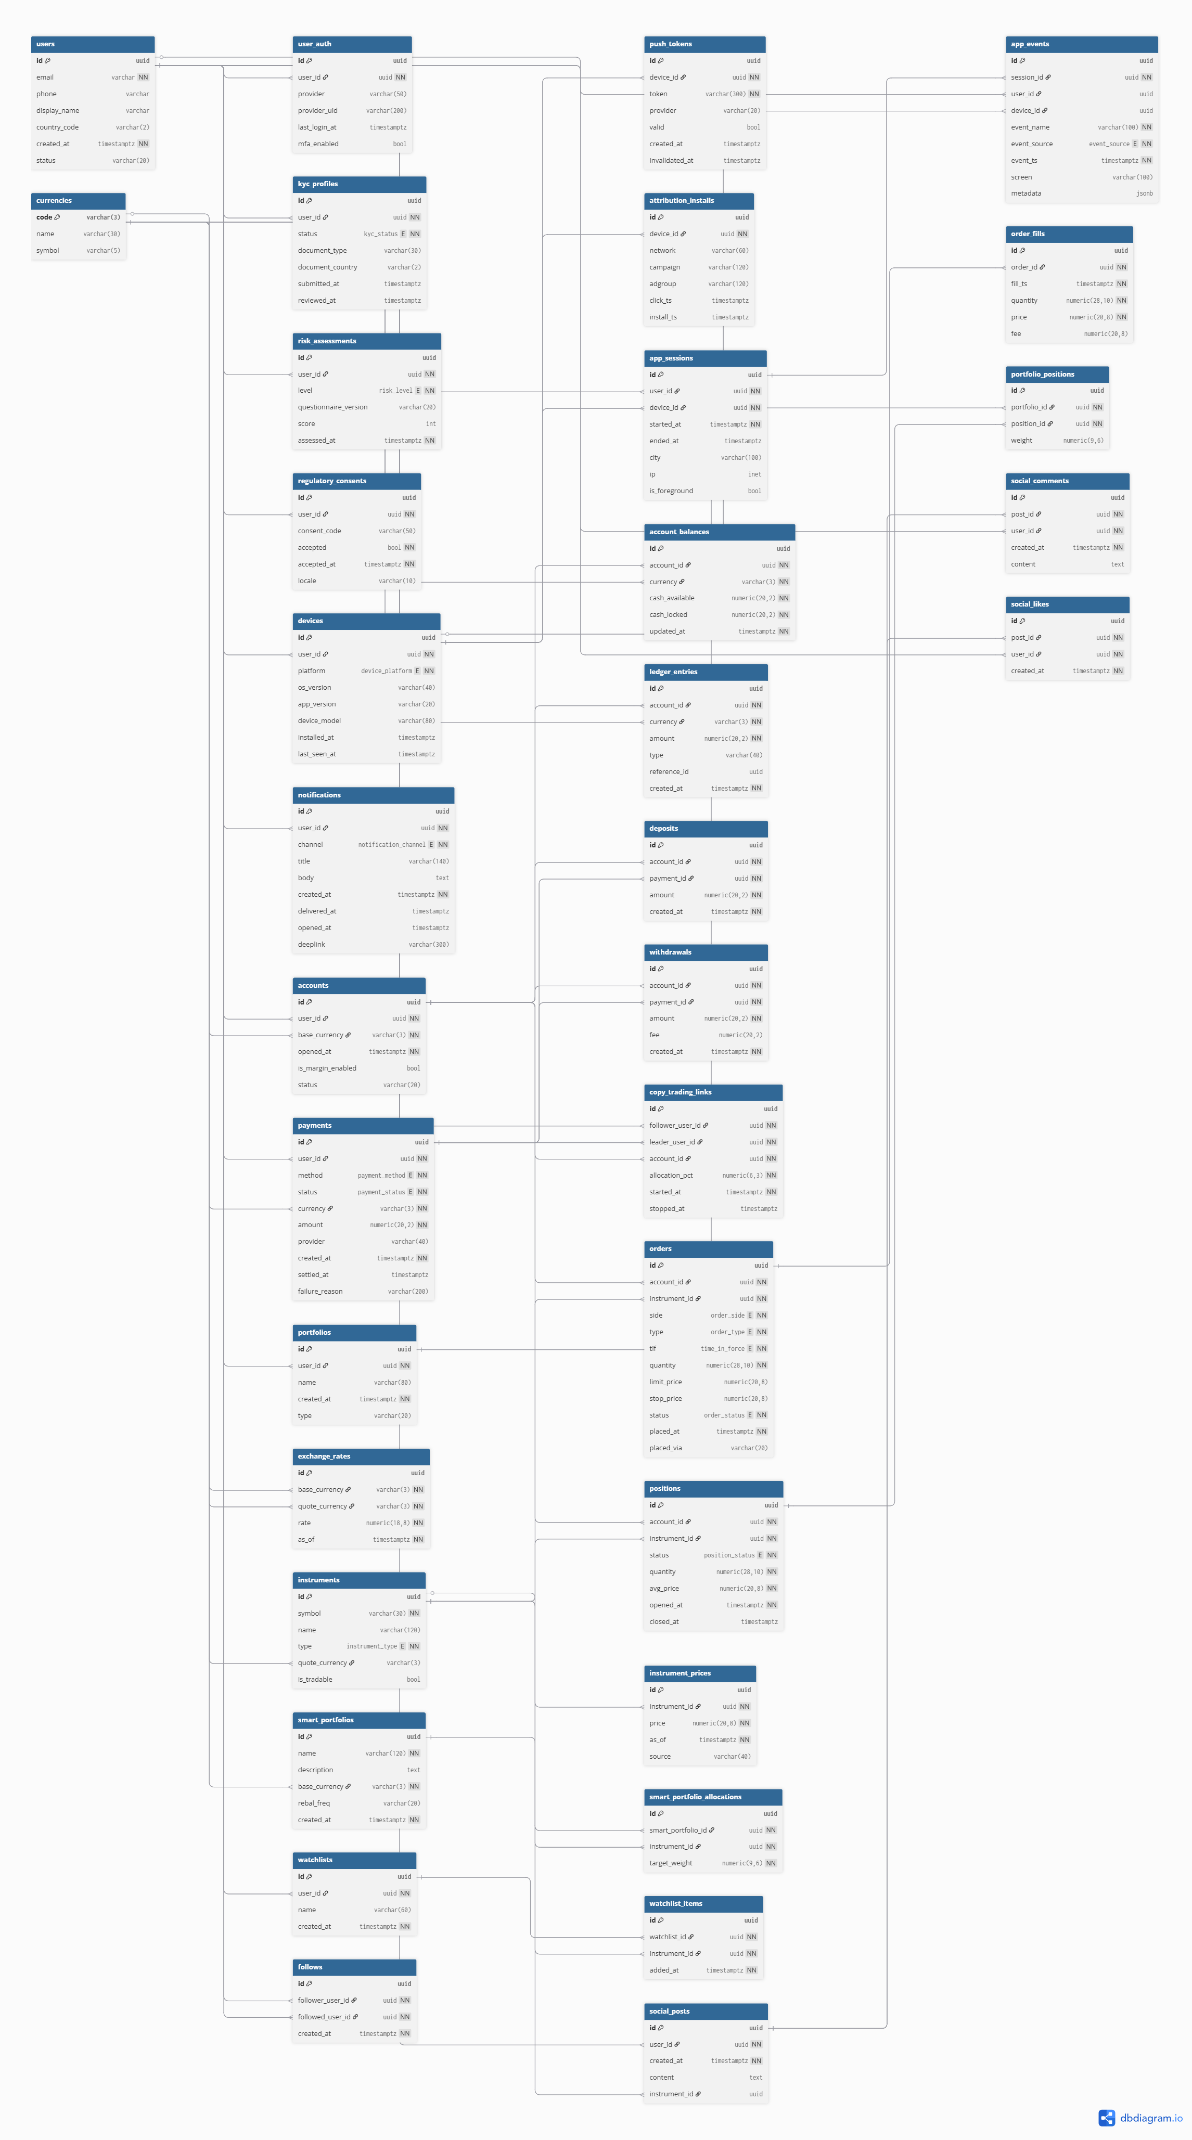 users
id uuid
email varchar NN
phone varchar
display_name varchar
country_code varchar(2)
created_at timestamptz NN
status varchar(20)
currencies
code varchar(3)
name varchar(30)
symbol varchar(5)
user_auth
id uuid
user_id uuid NN
provider varchar(50)
provider_uid varchar(200)
last_login_at timestamptz
mfa_enabled bool
kyc_profiles
id uuid
user_id uuid NN
status kyc_status E NN
document_type varchar(30)
document_country varchar(2)
submitted_at timestamptz
reviewed_at timestamptz
risk_assessments
id uuid
user_id uuid NN
level risk_level E NN
questionnaire_version varchar(20)
score int
assessed_at timestamptz NN
regulatory_consents
id uuid
user_id uuid NN
consent_code varchar(50)
accepted bool NN
accepted_at timestamptz NN
locale varchar(10)
devices
id uuid
user_id uuid NN
platform device_platform E NN
os_version varchar(40)
app_version varchar(20)
device_model varchar(80)
installed_at timestamptz
last_seen_at timestamptz
notifications
id uuid
user_id uuid NN
channel notification_channel E NN
title varchar(140)
body text
created_at timestamptz NN
delivered_at timestamptz
opened_at timestamptz
deeplink varchar(300)
accounts
id uuid
user_id uuid NN
base_currency varchar(3) NN
opened_at timestamptz NN
is_margin_enabled bool
status varchar(20)
payments
id uuid
user_id uuid NN
method payment_method E NN
status payment_status E NN
currency varchar(3) NN
amount numeric(20,2) NN
provider varchar(40)
created_at timestamptz NN
settled_at timestamptz
failure_reason varchar(200)
portfolios
id uuid
user_id uuid NN
name varchar(80)
created_at timestamptz NN
type varchar(20)
exchange_rates
id uuid
base_currency varchar(3) NN
quote_currency varchar(3) NN
rate numeric(18,8) NN
as_of timestamptz NN
instruments
id uuid
symbol varchar(30) NN
name varchar(120)
type instrument_type E NN
quote_currency varchar(3)
is_tradable bool
smart_portfolios
id uuid
name varchar(120) NN
description text
base_currency varchar(3) NN
rebal_freq varchar(20)
created_at timestamptz NN
watchlists
id uuid
user_id uuid NN
name varchar(60)
created_at timestamptz NN
follows
id uuid
follower_user_id uuid NN
followed_user_id uuid NN
created_at timestamptz NN
push_tokens
id uuid
device_id uuid NN
token varchar(300) NN
provider varchar(20)
valid bool
created_at timestamptz
invalidated_at timestamptz
attribution_installs
id uuid
device_id uuid NN
network varchar(60)
campaign varchar(120)
adgroup varchar(120)
click_ts timestamptz
install_ts timestamptz
app_sessions
id uuid
user_id uuid NN
device_id uuid NN
started_at timestamptz NN
ended_at timestamptz
city varchar(100)
ip inet
is_foreground bool
account_balances
id uuid
account_id uuid NN
currency varchar(3) NN
cash_available numeric(20,2) NN
cash_locked numeric(20,2) NN
updated_at timestamptz NN
ledger_entries
id uuid
account_id uuid NN
currency varchar(3) NN
amount numeric(20,2) NN
type varchar(40)
reference_id uuid
created_at timestamptz NN
deposits
id uuid
account_id uuid NN
payment_id uuid NN
amount numeric(20,2) NN
created_at timestamptz NN
withdrawals
id uuid
account_id uuid NN
payment_id uuid NN
amount numeric(20,2) NN
fee numeric(20,2)
created_at timestamptz NN
copy_trading_links
id uuid
follower_user_id uuid NN
leader_user_id uuid NN
account_id uuid NN
allocation_pct numeric(6,3) NN
started_at timestamptz NN
stopped_at timestamptz
orders
id uuid
account_id uuid NN
instrument_id uuid NN
side order_side E NN
type order_type E NN
tif time_in_force E NN
quantity numeric(28,10) NN
limit_price numeric(20,8)
stop_price numeric(20,8)
status order_status E NN
placed_at timestamptz NN
placed_via varchar(20)
positions
id uuid
account_id uuid NN
instrument_id uuid NN
status position_status E NN
quantity numeric(28,10) NN
avg_price numeric(20,8) NN
opened_at timestamptz NN
closed_at timestamptz
instrument_prices
id uuid
instrument_id uuid NN
price numeric(20,8) NN
as_of timestamptz NN
source varchar(40)
smart_portfolio_allocations
id uuid
smart_portfolio_id uuid NN
instrument_id uuid NN
target_weight numeric(9,6) NN
watchlist_items
id uuid
watchlist_id uuid NN
instrument_id uuid NN
added_at timestamptz NN
social_posts
id uuid
user_id uuid NN
created_at timestamptz NN
content text
instrument_id uuid
app_events
id uuid
session_id uuid NN
user_id uuid
device_id uuid
event_name varchar(100) NN
event_source event_source E NN
event_ts timestamptz NN
screen varchar(100)
metadata jsonb
order_fills
id uuid
order_id uuid NN
fill_ts timestamptz NN
quantity numeric(28,10) NN
price numeric(20,8) NN
fee numeric(20,8)
portfolio_positions
id uuid
portfolio_id uuid NN
position_id uuid NN
weight numeric(9,6)
social_comments
id uuid
post_id uuid NN
user_id uuid NN
created_at timestamptz NN
content text
social_likes
id uuid
post_id uuid NN
user_id uuid NN
created_at timestamptz NN
dbdiagram.io